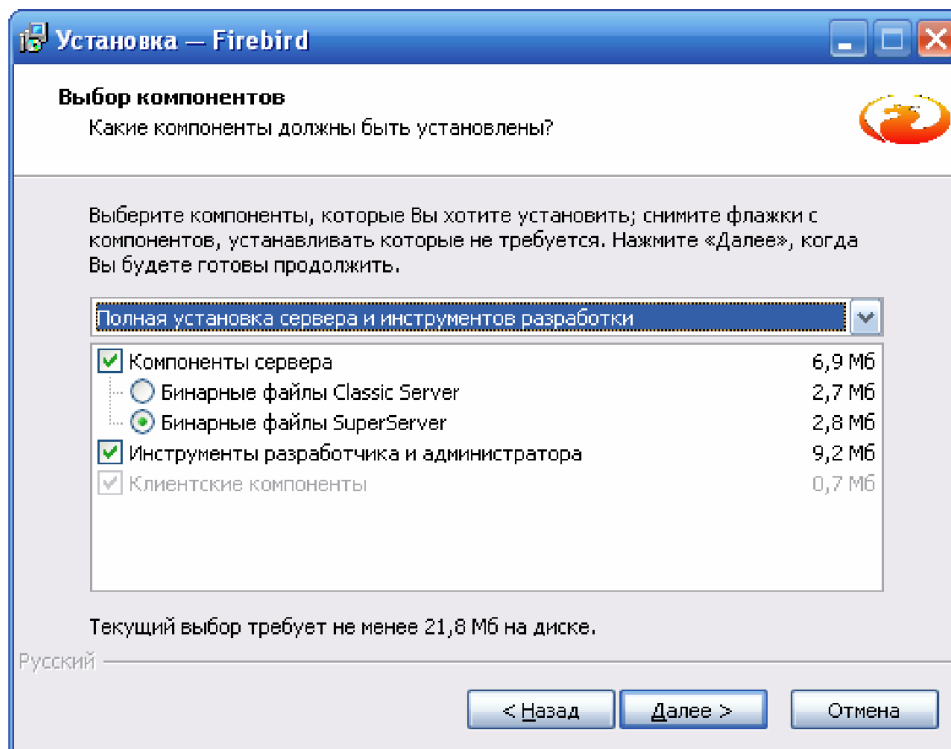 Установка — Firebird
Выбор компонентов
Какие компоненты должны быть установлены?
Выберите компоненты, которые Вы хотите установить; снимите флажки с
компонентов, устанавливать которые не требуется. Нажмите «Далее», когда
Вы будете готовы продолжить.
Полная установка сервера и инструментов разработки
Компоненты сервера 6,9 Мб
Бинарные файлы Classic Server 2,7 Мб
Бинарные файлы SuperServer 2,8 Мб
Инструменты разработчика и администратора 9,2 Мб
Клиентские компоненты 0,7 Мб
Текущий выбор требует не менее 21,8 Мб на диске.
Русский
< Назад Далее > Отмена